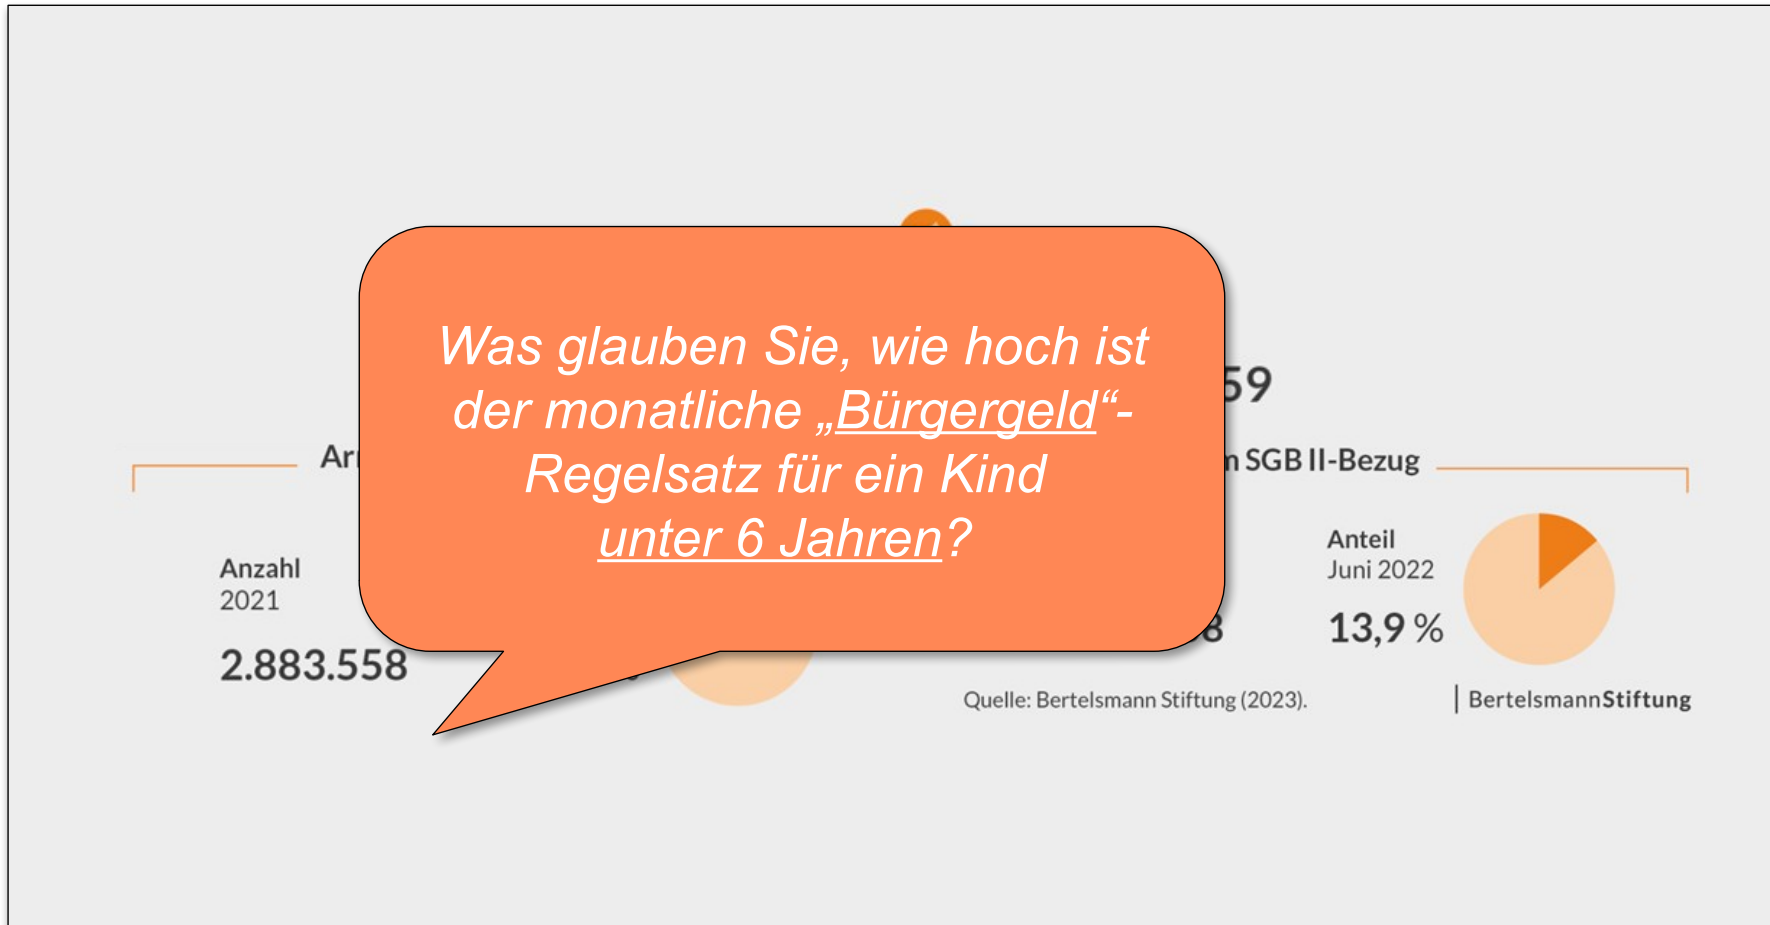 Was glauben Sie, wie hoch ist
der monatliche „Bürgergeld“-
Regelsatz für ein Kind
unter 6 Jahren?
Anzahl
2021
2.883.558
SGB II-Bezug
Anteil
Juni 2022
13,9 %
Quelle: Bertelsmann Stiftung (2023).
BertelsmannStiftung